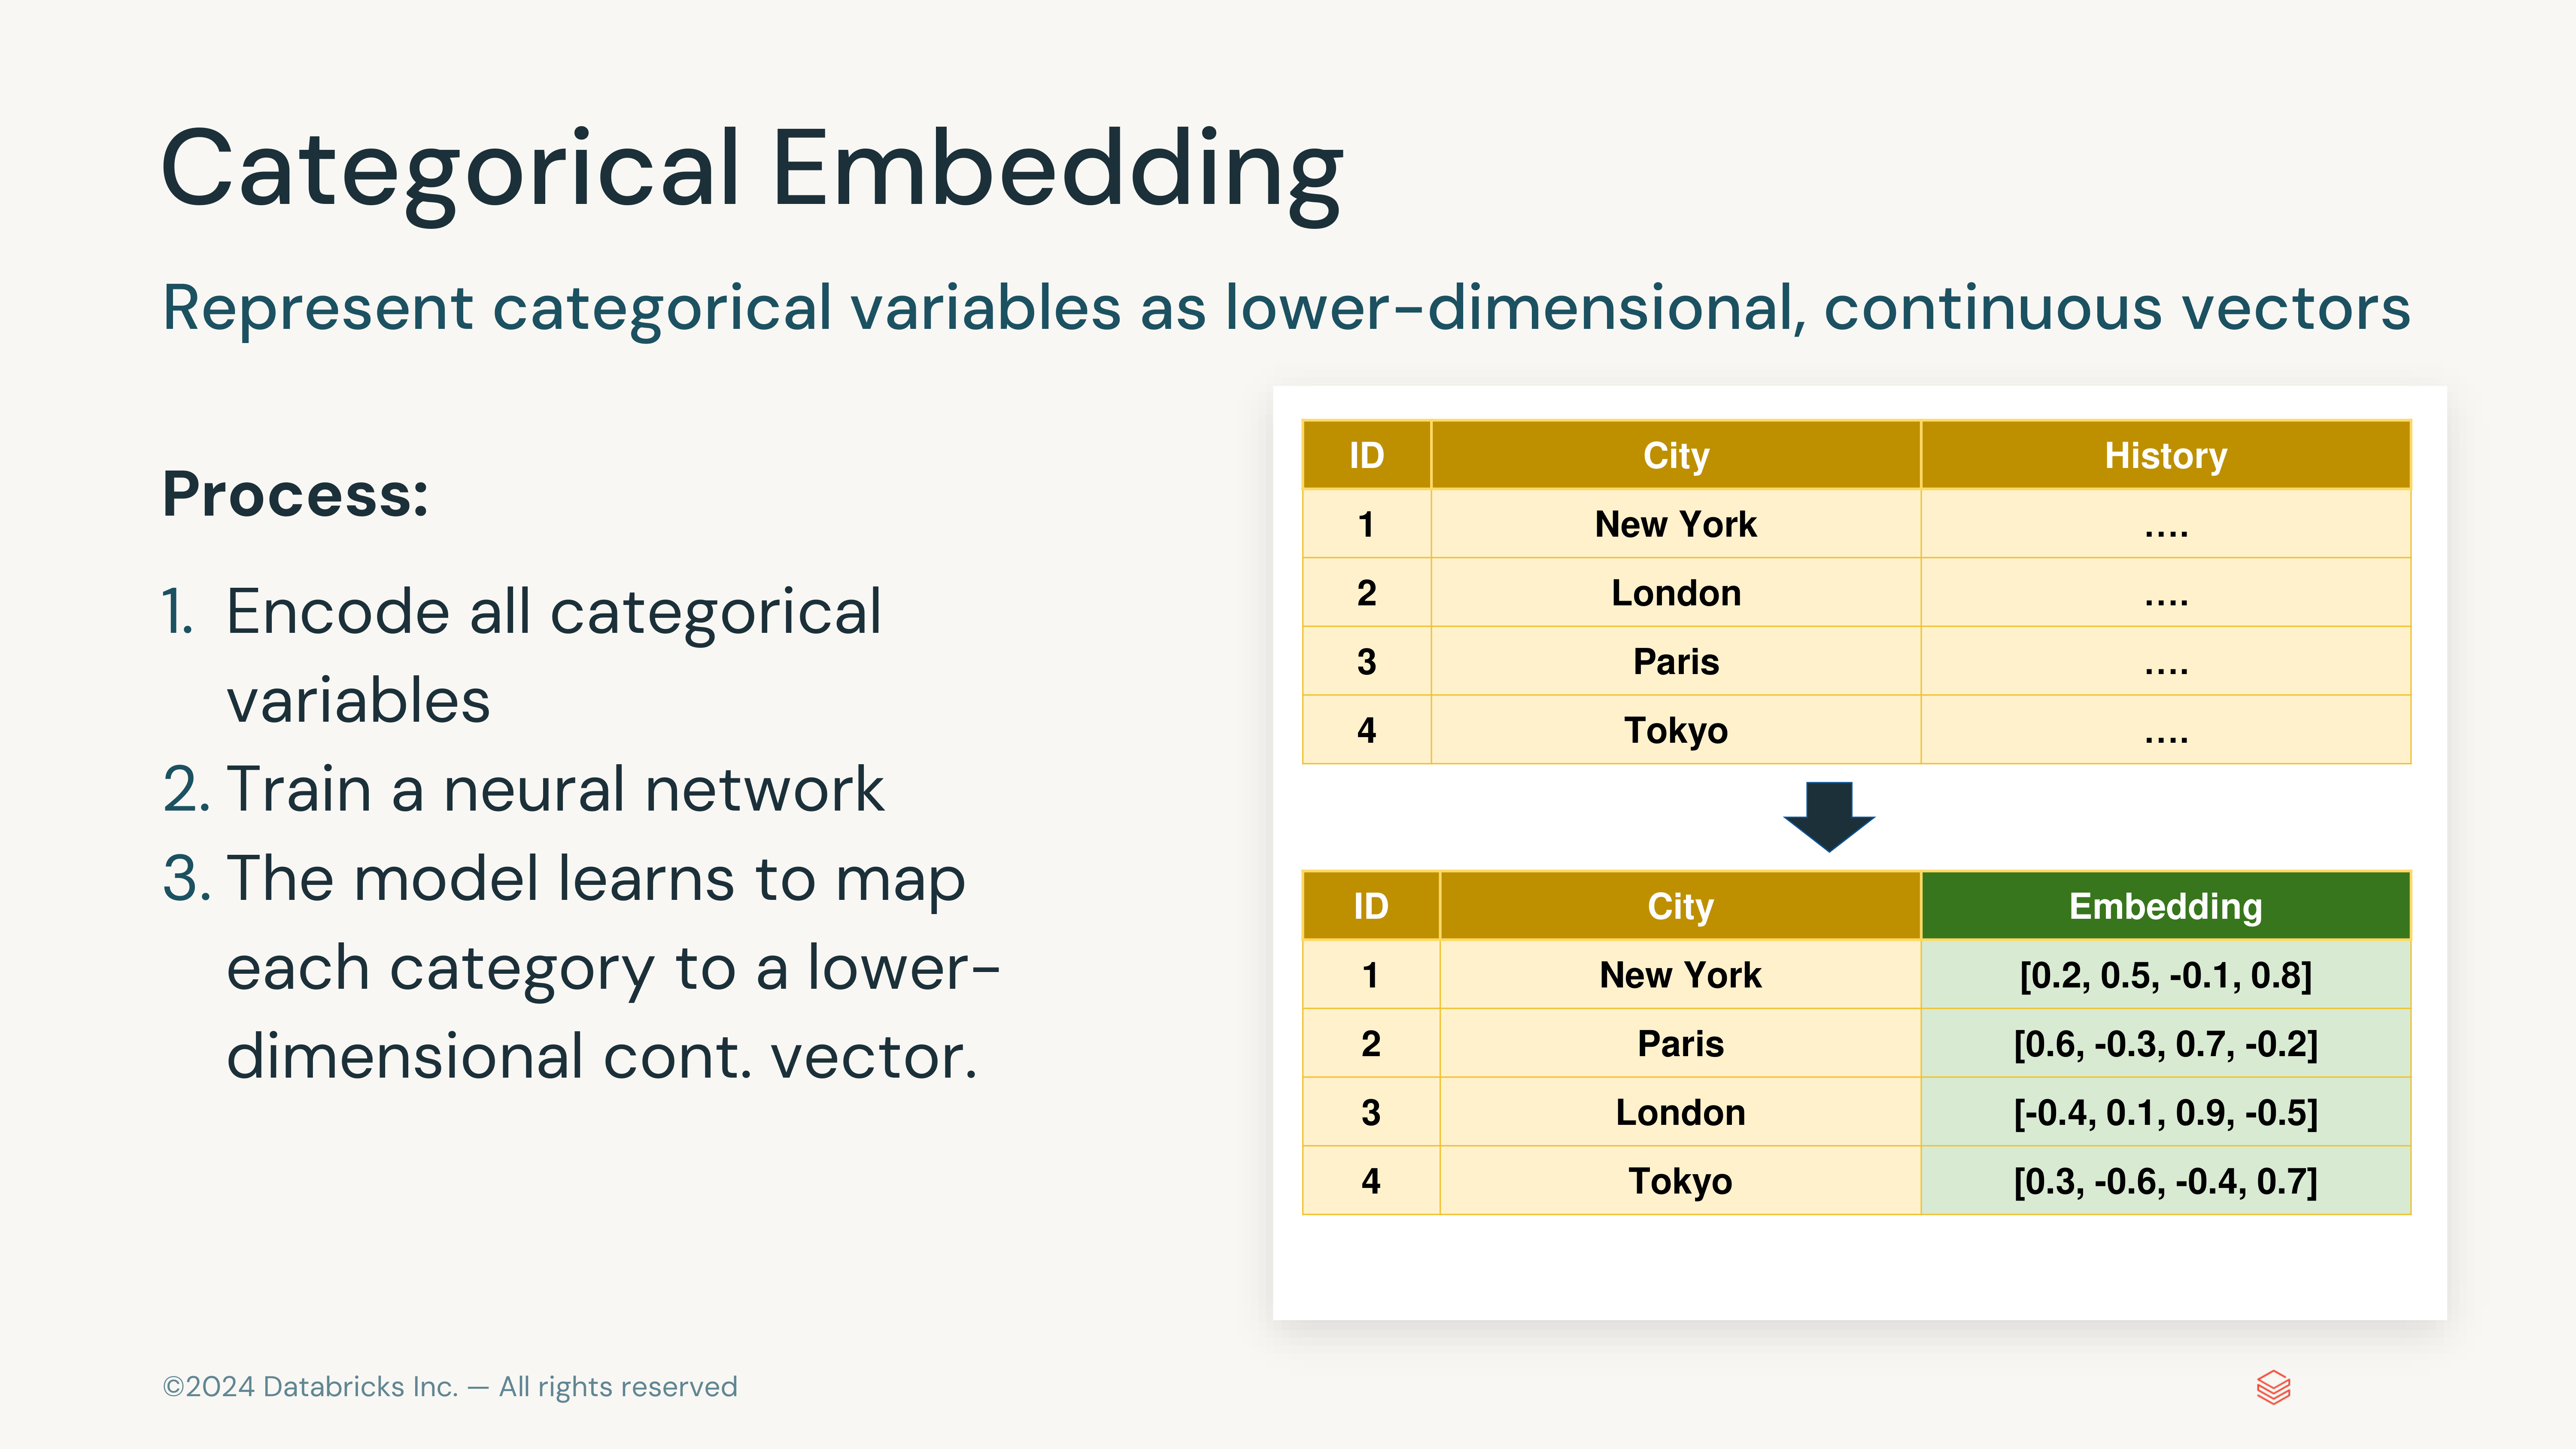 Categorical Embedding
Represent categorical variables as lower-dimensional, continuous vectors
Process:
1. Encode all categorical
variables
2. Train a neural network
3. The model learns to map
each category to a lower-
dimensional cont. vector.
ID City History
1 New York ....
2 London ....
3 Paris ....
4 Tokyo ....
ID City Embedding
1 New York [0.2, 0.5, -0.1, 0.8]
2 Paris [0.6, -0.3, 0.7, -0.2]
3 London [-0.4, 0.1, 0.9, -0.5]
4 Tokyo [0.3, -0.6, -0.4, 0.7]
©2024 Databricks Inc. — All rights reserved